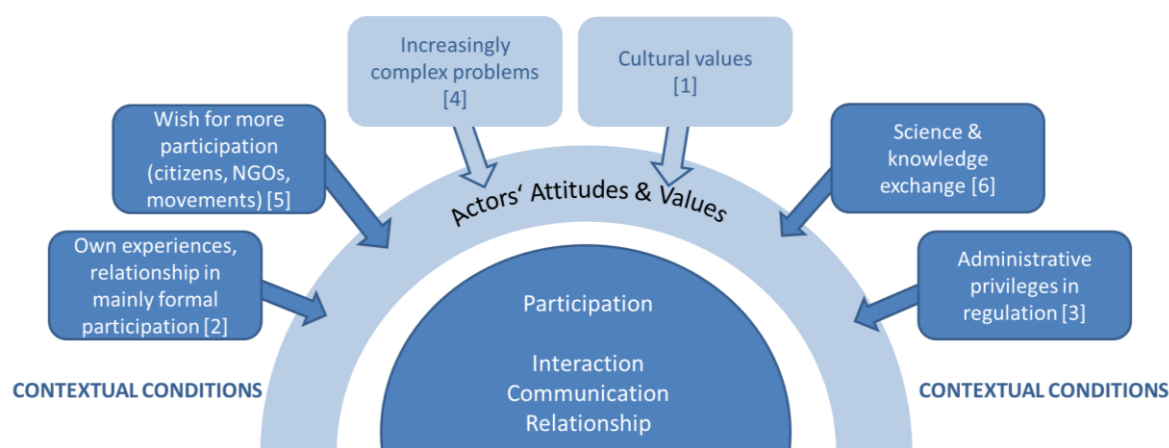 Increasingly
complex problems
[4]
Cultural values
[1]
Wish for more
participation
(citizens, NGOs,
movements) [5]
Science &
knowledge
exchange [6]
Actors‘ Attitudes & Values
Own experiences,
relationship in
mainly formal
participation [2]
Administrative
privileges in
regulation [3]
Participation
Interaction
Communication
Relationship
CONTEXTUAL CONDITIONS
CONTEXTUAL CONDITIONS